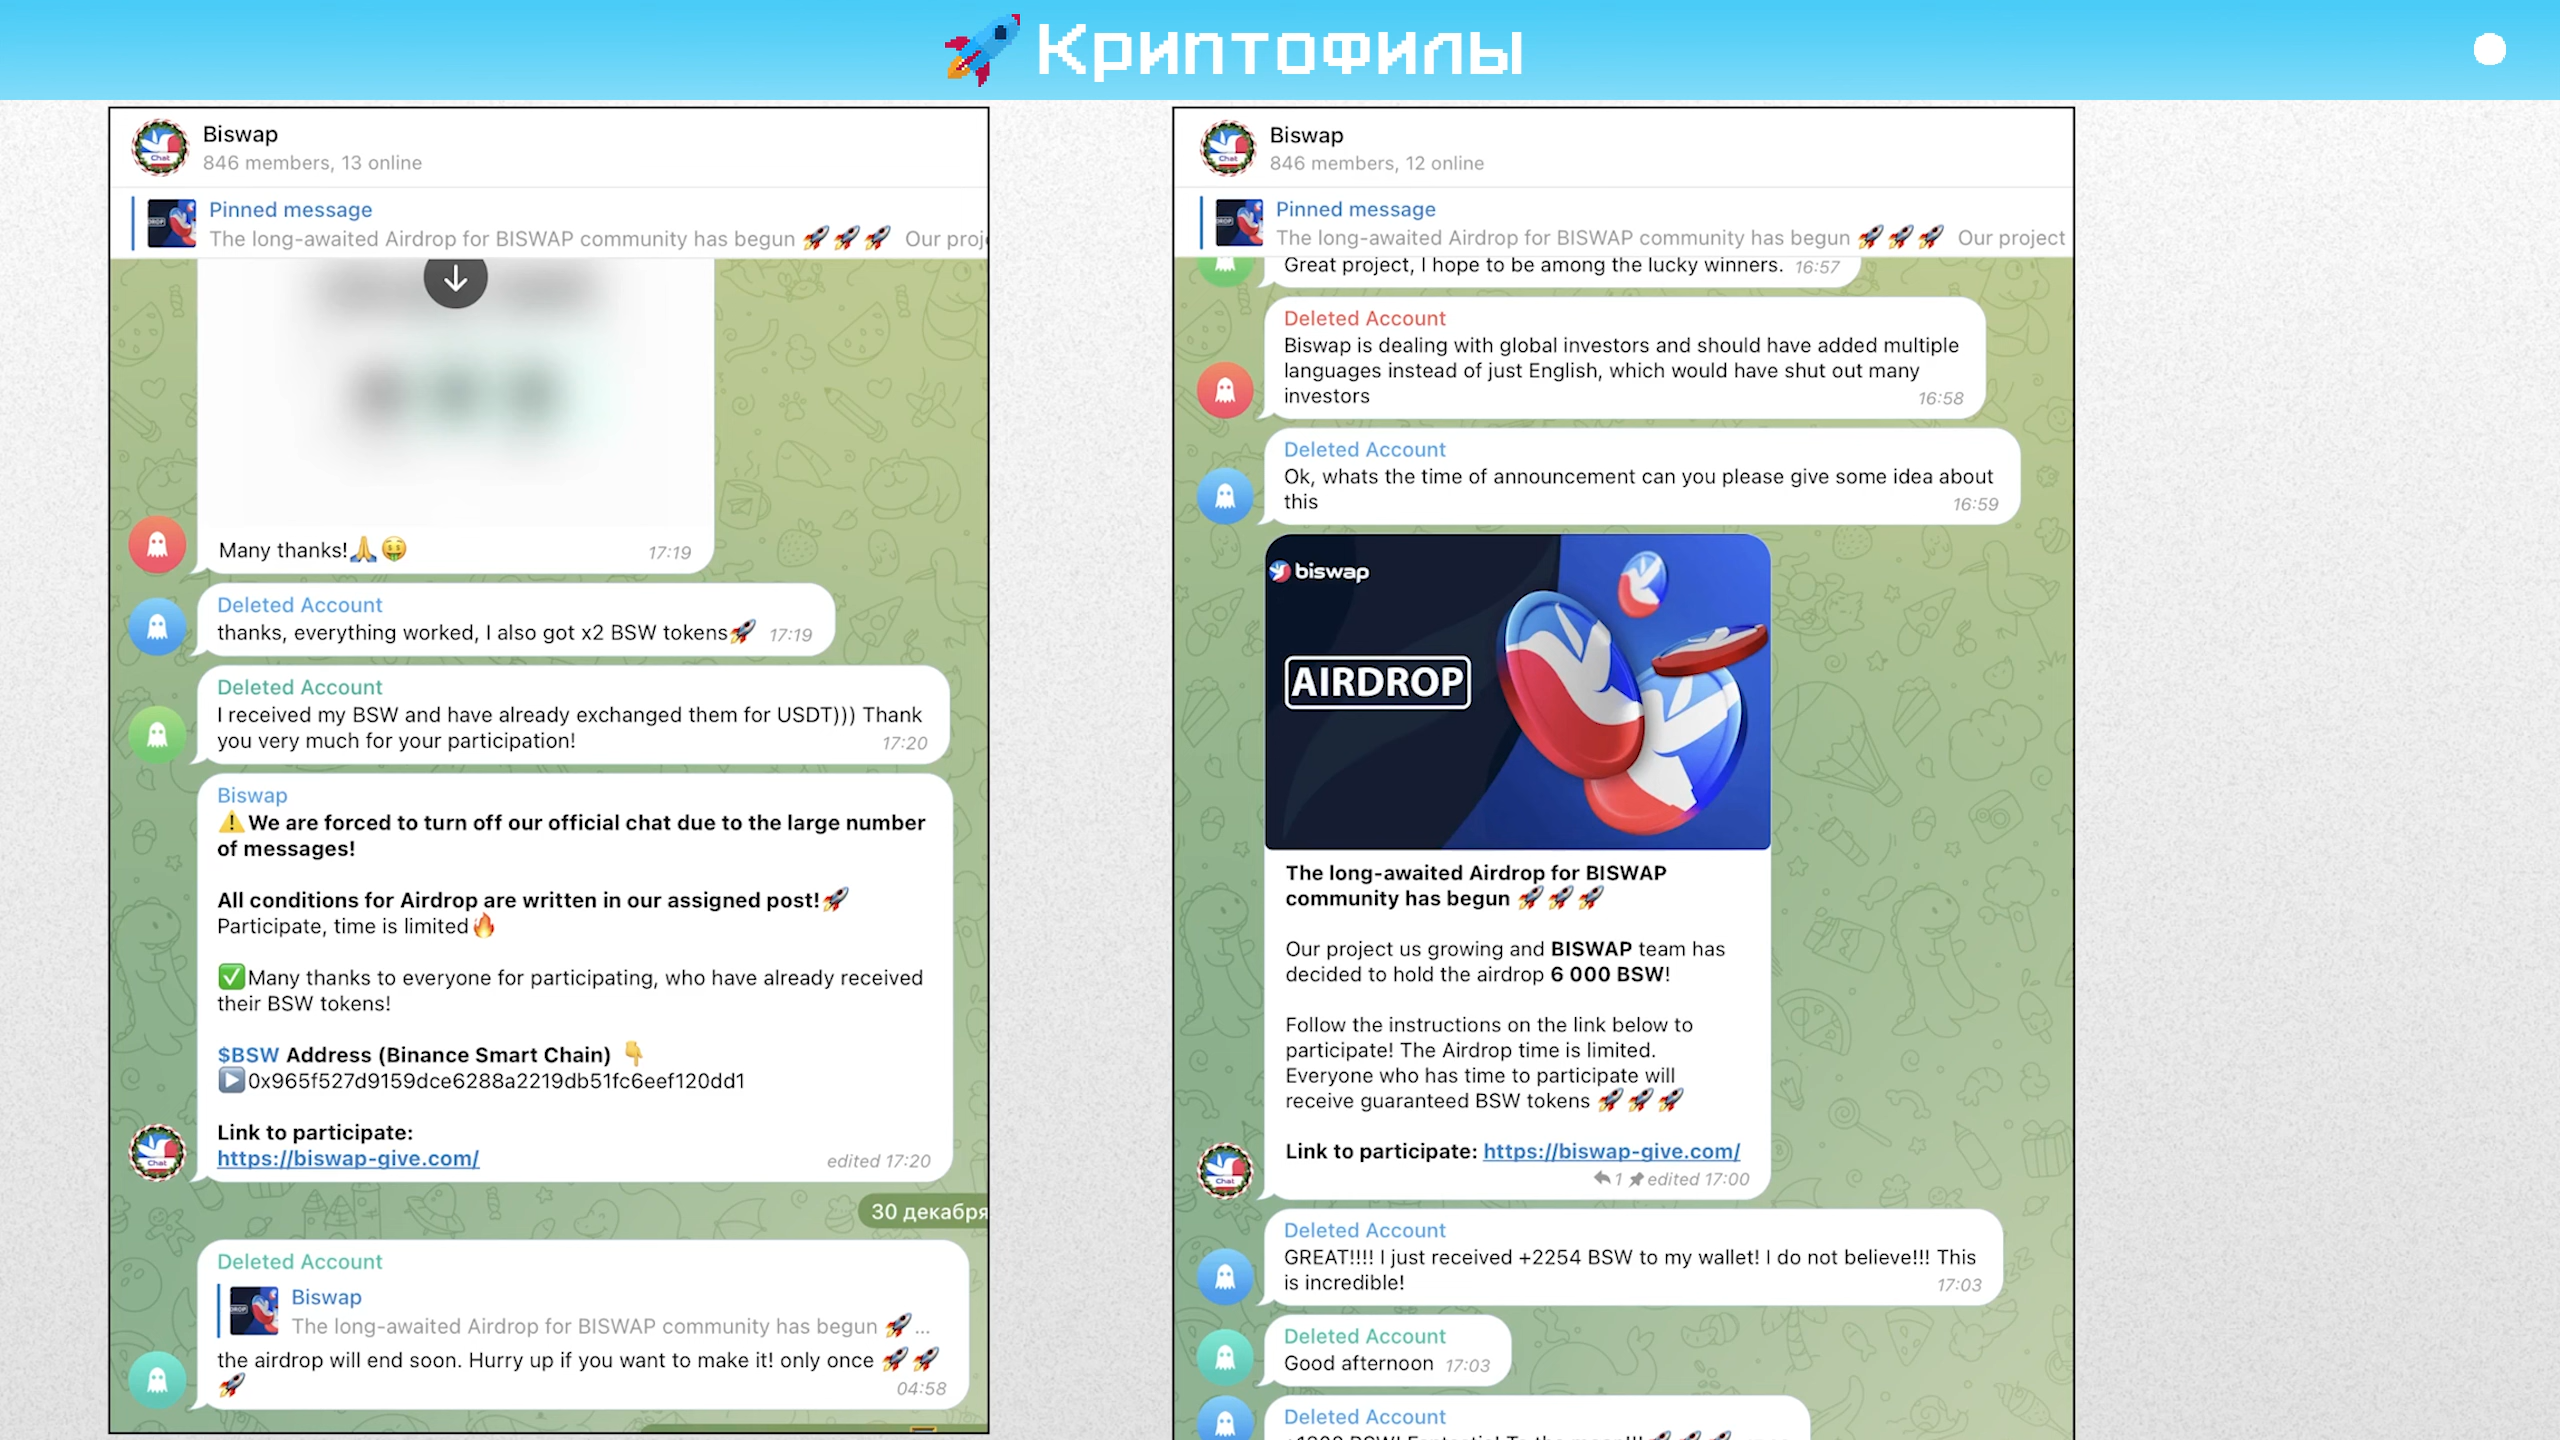 Криптофилы
Biswap
846 members, 13 online
Pinned message
The long-awaited Airdrop for BISWAP community has begun 🚀🚀🚀 Our
Many thanks!🙏🤑 17:19
Deleted Account
thanks, everything worked, I also got x2 BSW tokens🚀 17:19
Deleted Account
I received my BSW and have already exchanged them for USDT))) Thank
you very much for your participation! 17:20
Biswap
⚠️We are forced to turn off our official chat due to the large number
of messages!
All conditions for Airdrop are written in our assigned post!🚀
Participate, time is limited🔥
✅Many thanks to everyone for participating, who have already received
their BSW tokens!
$BSW Address (Binance Smart Chain) 👇
▶️0x965f527d9159dce6288a2219db51fc6eef120dd1
Link to participate:
https://biswap-give.com/ edited 17:20
Chat
30 декабря
Deleted Account
Biswap
The long-awaited Airdrop for BISWAP community has begun 🚀...
the airdrop will end soon. Hurry up if you want to make it! only once 🚀🚀
🚀 04:58
Biswap
846 members, 12 online
Pinned message
The long-awaited Airdrop for BISWAP community has begun 🚀🚀🚀 Our project
Great project, I hope to be among the lucky winners. 16:57
Deleted Account
Biswap is dealing with global investors and should have added multiple
languages instead of just English, which would have shut out many
investors 16:58
Deleted Account
Ok, whats the time of announcement can you please give some idea about
this 16:59
biswap
AIRDROP
The long-awaited Airdrop for BISWAP
community has begun 🚀🚀🚀
Our project us growing and BISWAP team has
decided to hold the airdrop 6 000 BSW!
Follow the instructions on the link below to
participate! The Airdrop time is limited.
Everyone who has time to participate will
receive guaranteed BSW tokens 🚀🚀🚀
Link to participate: https://biswap-give.com/
1 edited 17:00
Chat
Deleted Account
GREAT!!!! I just received +2254 BSW to my wallet! I do not believe!!! This
is incredible! 17:03
Deleted Account
Good afternoon 17:03
Deleted Account